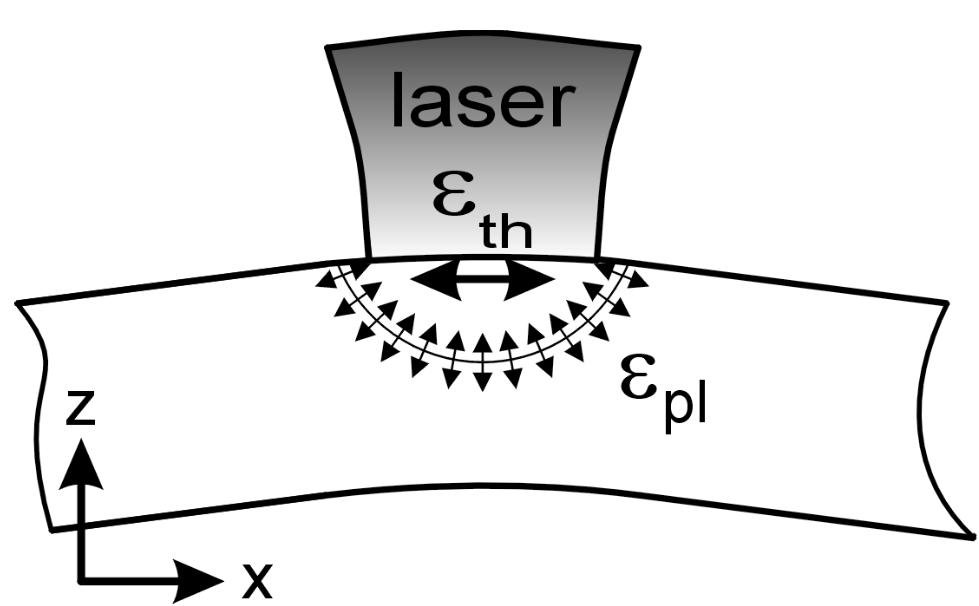 laser
εth
εpl
z
x